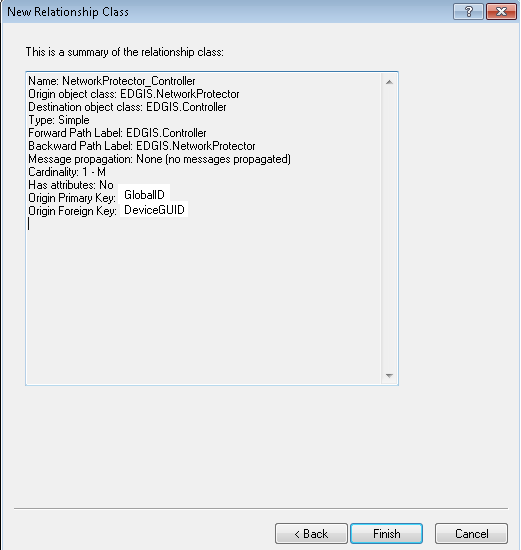 New Relationship Class
?
This is a summary of the relationship class:
Name: NetworkProtector_Controller
Origin object class: EDGIS.NetworkProtector
Destination object class: EDGIS.Controller
Type: Simple
Forward Path Label: EDGIS.Controller
Backward Path Label: EDGIS.NetworkProtector
Message propagation: None (no messages propagated)
Cardinality: 1 - M
Has attributes: No
Origin Primary Key: GlobalID
Origin Foreign Key: DeviceGUID
< Back Finish Cancel